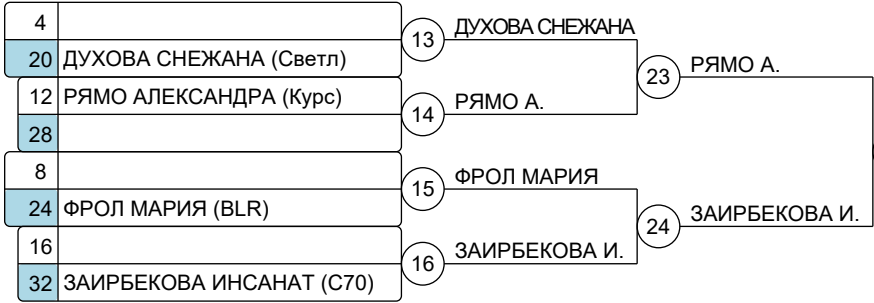 4
20 ДУХОВА СНЕЖАНА (Светл)
13 ДУХОВА СНЕЖАНА
12 РЯМО АЛЕКСАНДРА (Курс)
28
14 РЯМО А.
23 РЯМО А.
8
24 ФРОЛ МАРИЯ (BLR)
15 ФРОЛ МАРИЯ
16
32 ЗАИРБЕКОВА ИНСАНАТ (С70)
16 ЗАИРБЕКОВА И.
24 ЗАИРБЕКОВА И.